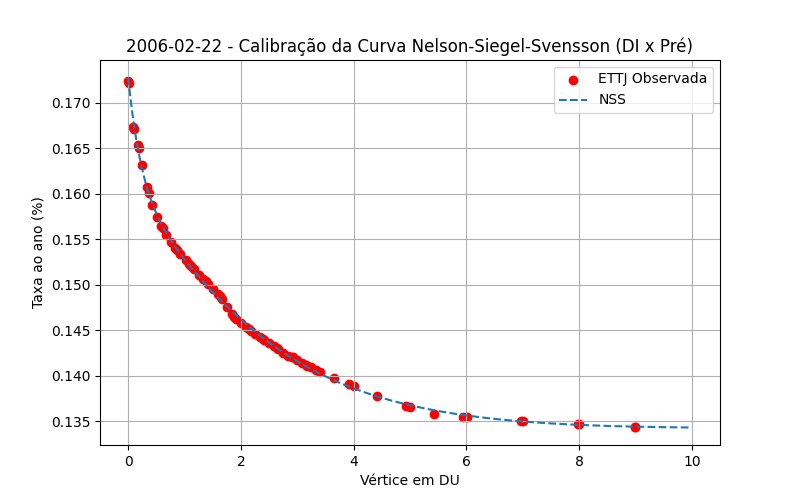 2006-02-22 - Calibração da Curva Nelson-Siegel-Svensson (DI x Pré)
ETTJ Observada
NSS
Taxa ao ano (%)
0.170
0.165
0.160
0.155
0.150
0.145
0.140
0.135
0 2 4 6 8 10
Vértice em DU